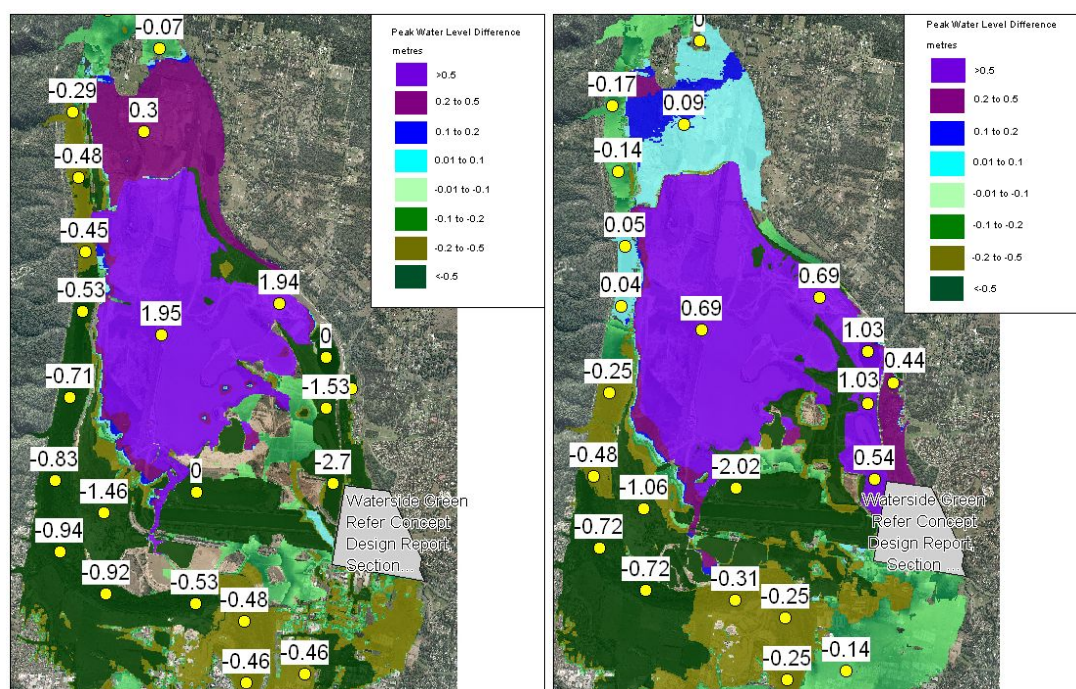 Peak Water Level Difference
metres
>0.5
0.2 to 0.5
0.1 to 0.2
0.01 to 0.1
-0.01 to -0.1
-0.1 to -0.2
-0.2 to -0.5
<-0.5
-0.07
-0.29
0.3
-0.48
-0.45
-0.53
1.94
1.95
0
-0.71
-1.53
-0.83
0
-2.7
-1.46
Waterside Green
Refer Concept
Design Report
Section....
-0.94
-0.92
-0.53
-0.48
-0.46
-0.46
Peak Water Level Difference
metres
>0.5
0.2 to 0.5
0.1 to 0.2
0.01 to 0.1
-0.01 to -0.1
-0.1 to -0.2
-0.2 to -0.5
<-0.5
0
-0.17
0.09
-0.14
0.05
0.04
0.69
0.69
1.03
0.44
-0.25
1.03
-0.48
-2.02
0.54
-1.06
Waterside Green
Refer Concept
Design Report
Section ....
-0.72
-0.72
-0.31
-0.25
-0.25
-0.14